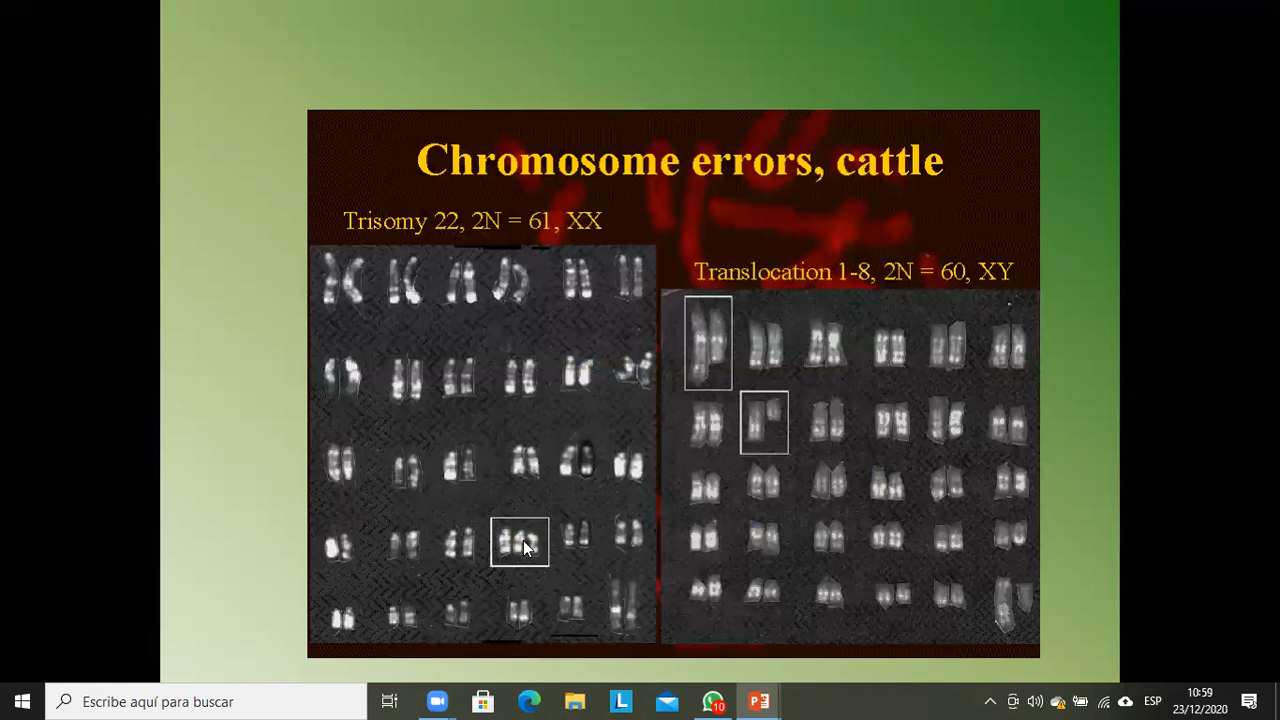 Chromosome errors, cattle
Trisomy 22, 2N = 61, XX
Translocation 1-8, 2N = 60, XY
Escribe aquí para buscar
L
10
ESP
10:59
23/12/2020